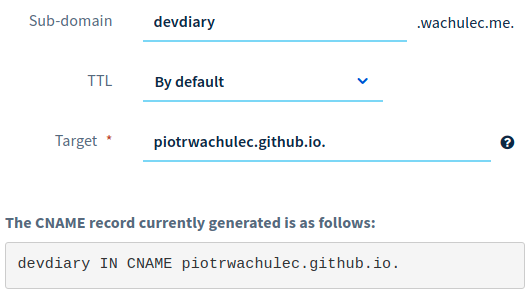 Sub-domain devdiary .wachulec.me.
TTL By default
Target * piotrwachulec.github.io. ?
The CNAME record currently generated is as follows:
devdiary IN CNAME piotrwachulec.github.io.